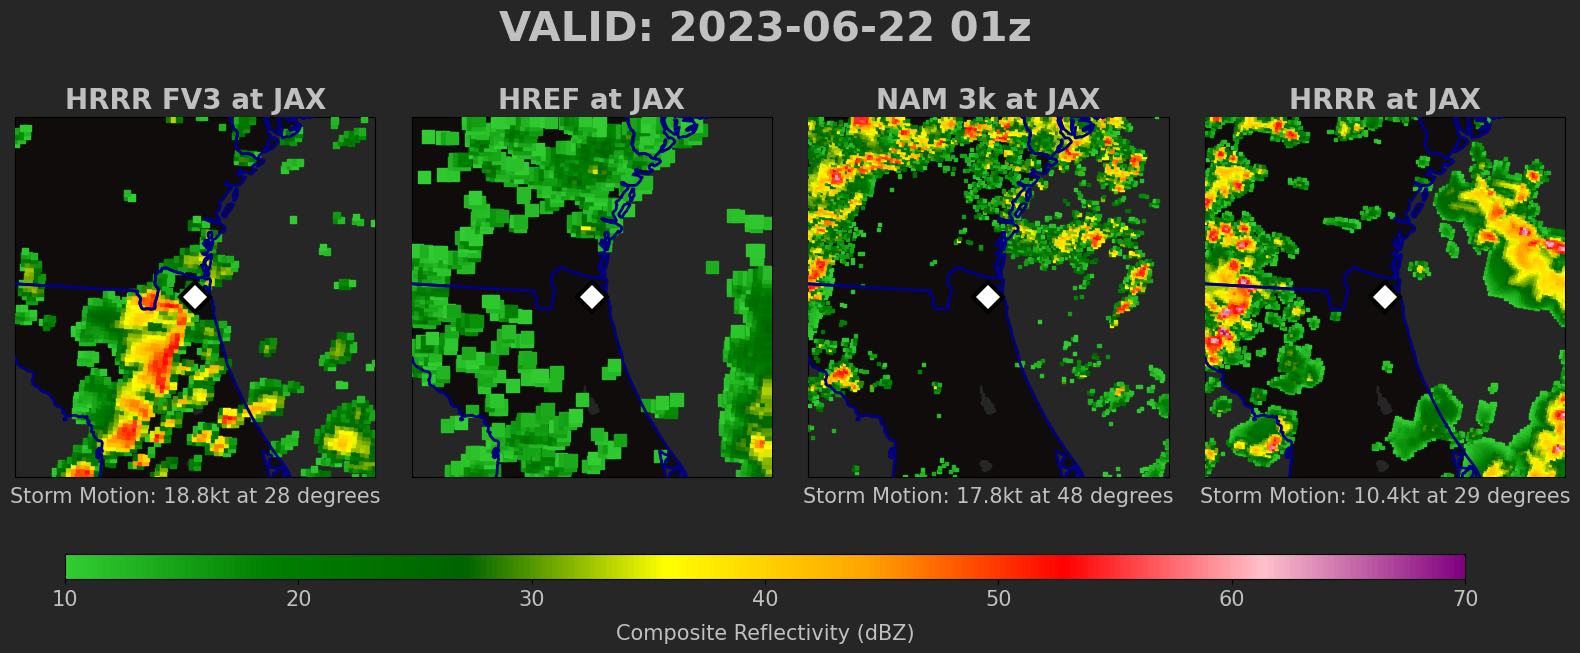 VALID: 2023-06-22 01z
HRRR FV3 at JAX
HREF at JAX
NAM 3k at JAX
HRRR at JAX
Storm Motion: 18.8kt at 28 degrees
Storm Motion: 17.8kt at 48 degrees
Storm Motion: 10.4kt at 29 degrees
10 20 30 40 50 60 70
Composite Reflectivity (dBZ)